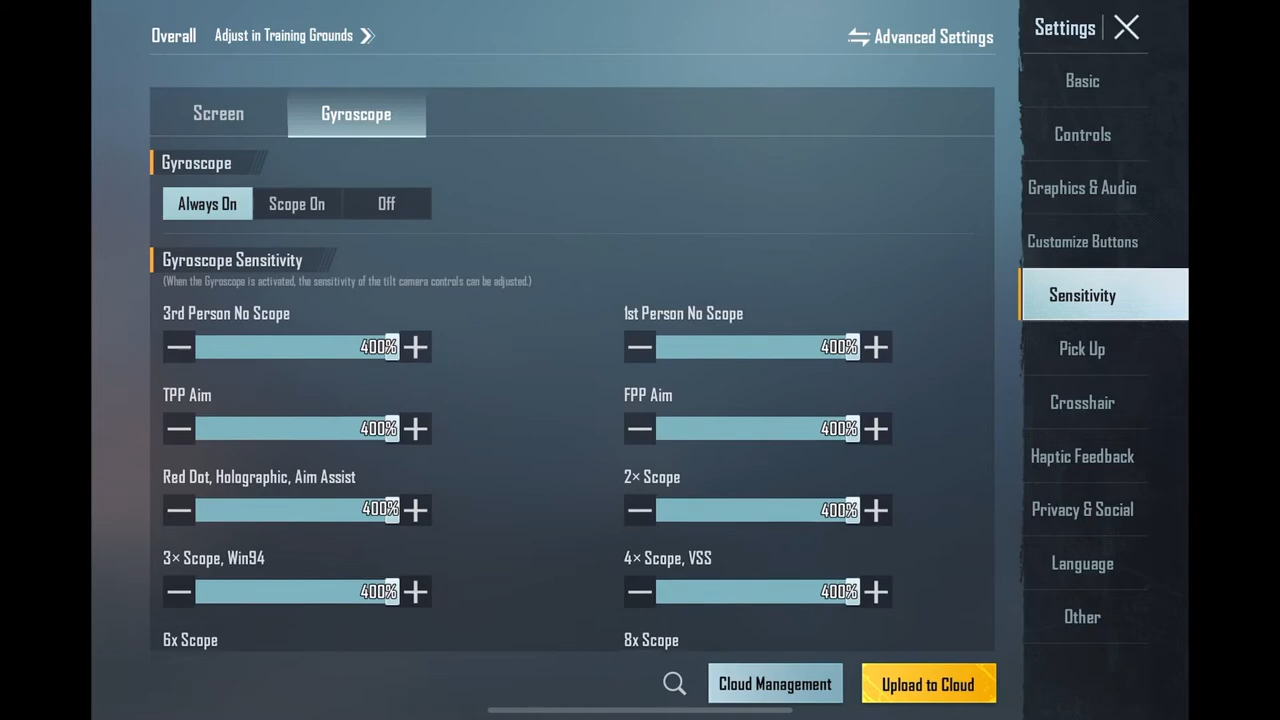 Overall Adjust in Training Grounds
Advanced Settings
Settings
Screen
Gyroscope
Gyroscope
Always On
Scope On
Off
Gyroscope Sensitivity
(When the Gyroscope is activated, the sensitivity of the tilt camera controls can be adjusted.)
3rd Person No Scope
400%
1st Person No Scope
400%
TPP Aim
400%
FPP Aim
400%
Red Dot, Holographic, Aim Assist
400%
2× Scope
400%
3× Scope, Win94
400%
4× Scope, VSS
400%
6x Scope
8x Scope
Cloud Management
Upload to Cloud
Basic
Controls
Graphics & Audio
Customize Buttons
Sensitivity
Pick Up
Crosshair
Haptic Feedback
Privacy & Social
Language
Other